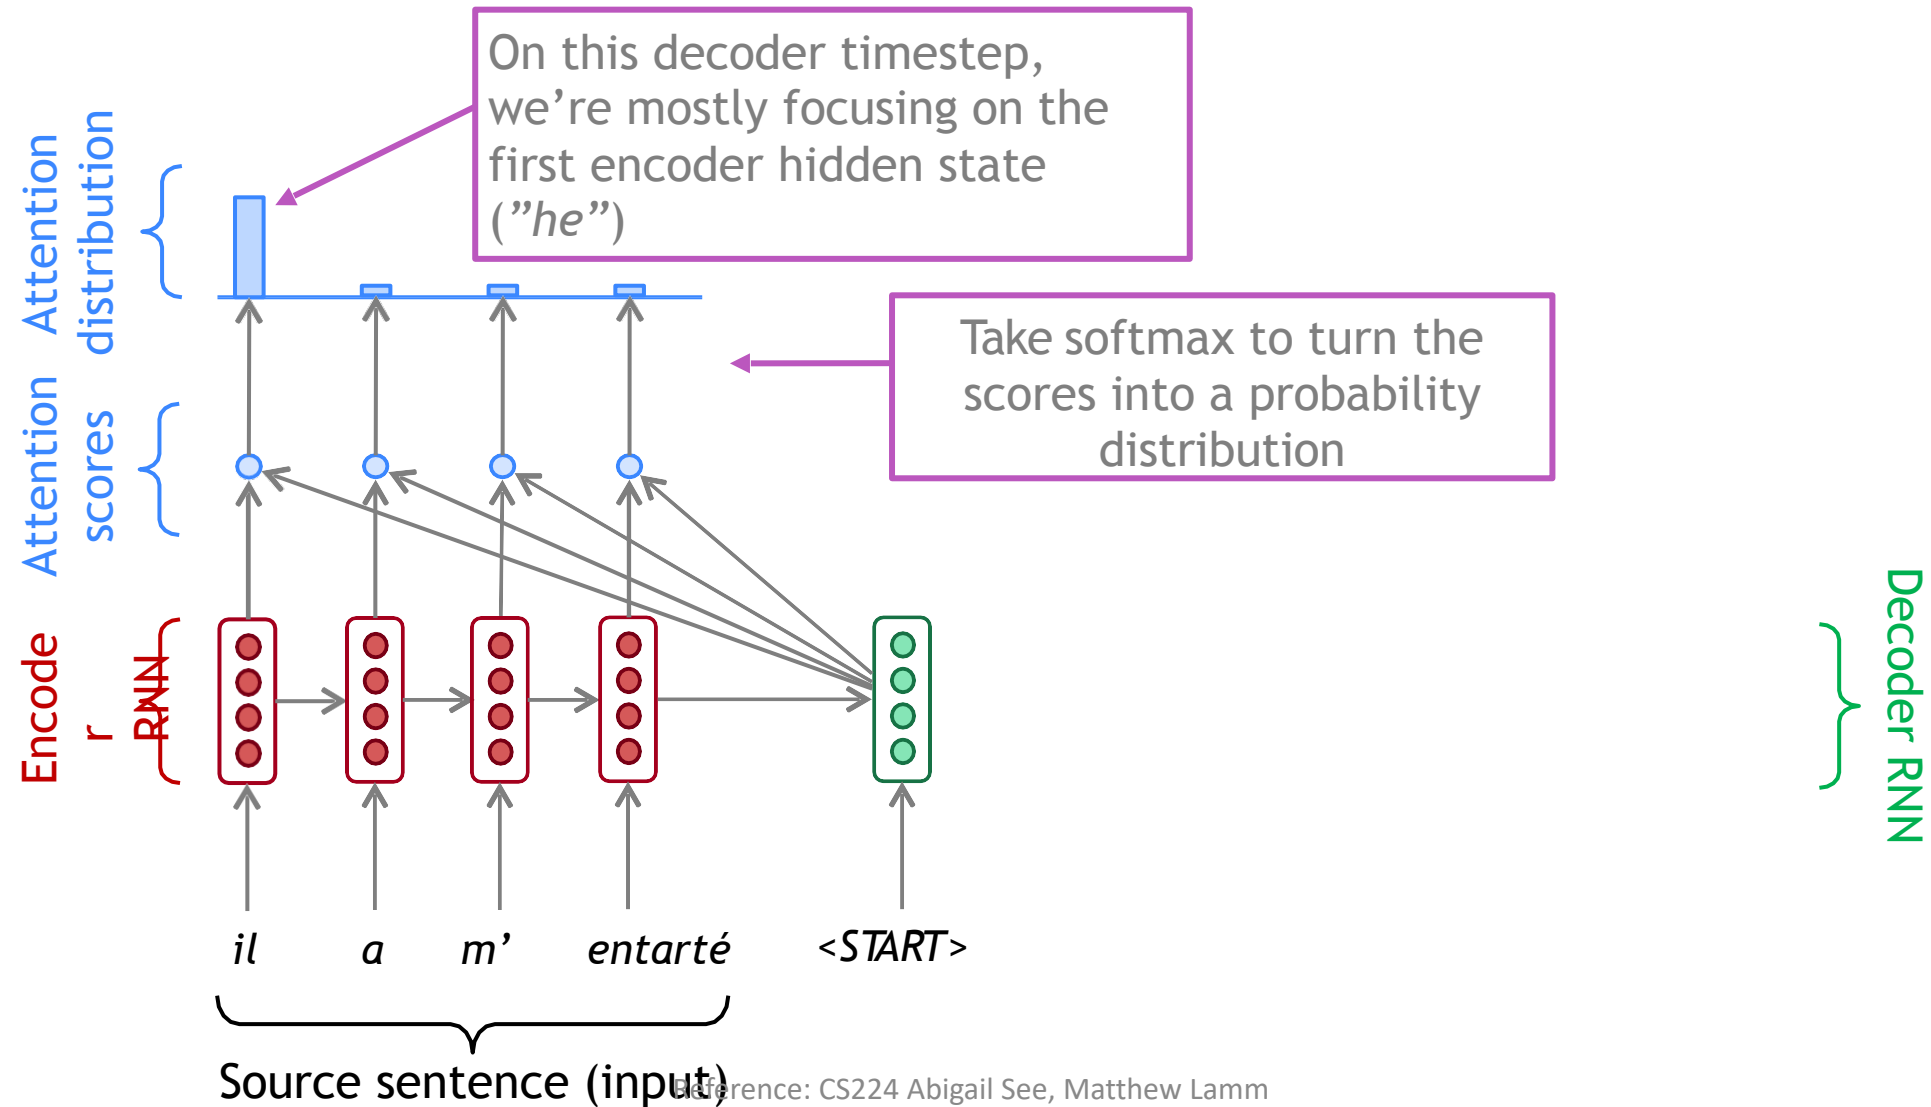 On this decoder timestep,
we’re mostly focusing on the
first encoder hidden state
(”he”)
Attention
distribution
Take softmax to turn the
scores into a probability
distribution
Attention
scores
Encode
r
RNN
Decoder RNN
il a m’ entarté <START>
Source sentence (input)
Reference: CS224 Abigail See, Matthew Lamm